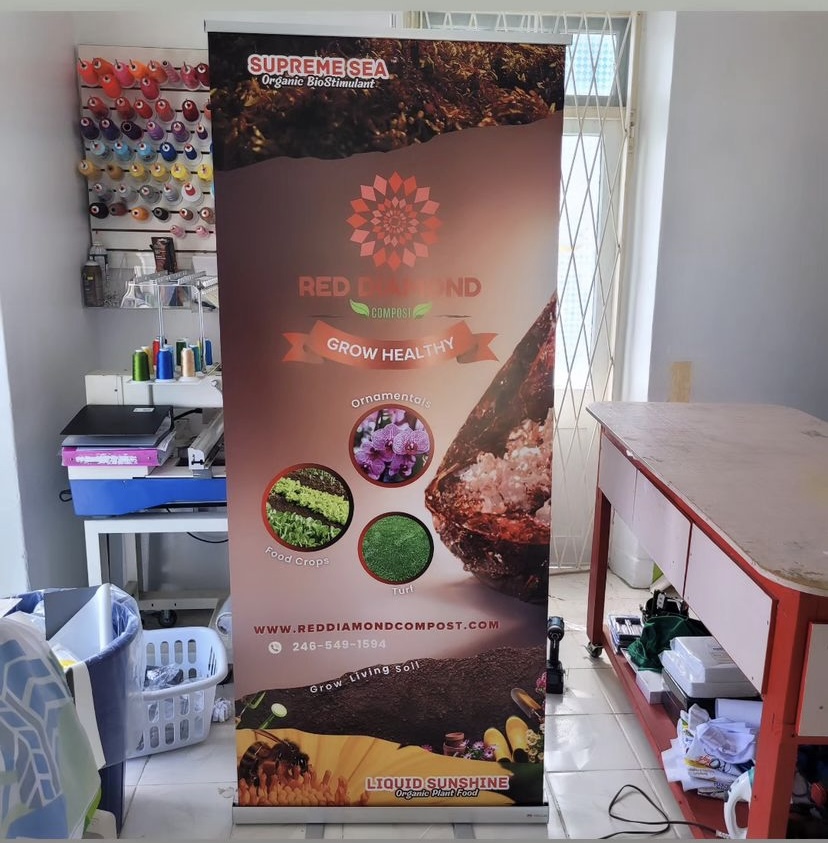 SUPREME SEA
Organic BioStimulant
RED DIAMOND
COMPOST
GROW HEALTHY
Ornamentals
Food Crops
Turf
WWW.REDDIAMONDCOMPOST.COM
246-549-1594
Grow Living Soil
LIQUID SUNSHINE
Organic Plant Food